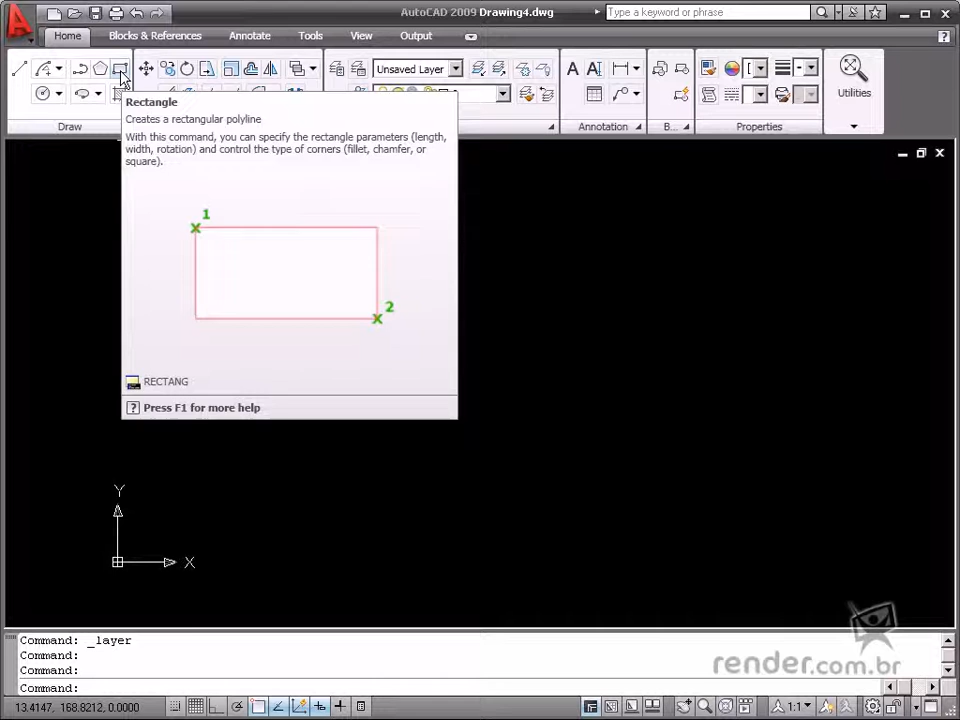 AutoCAD 2009 Drawing4.dwg
Type a keyword or phrase
Home
Blocks & References
Annotate
Tools
View
Output
Unsaved Layer
Utilities
Draw
Annotation
B...
Properties
Rectangle
Creates a rectangular polyline
With this command, you can specify the rectangle parameters (length,
width, rotation) and control the type of corners (fillet, chamfer, or
square).
1
2
RECTANG
Press F1 for more help
Y
X
Command: _layer
Command:
Command:
Command:
render.com.br
13.4147, 168.8212, 0.0000
1:1